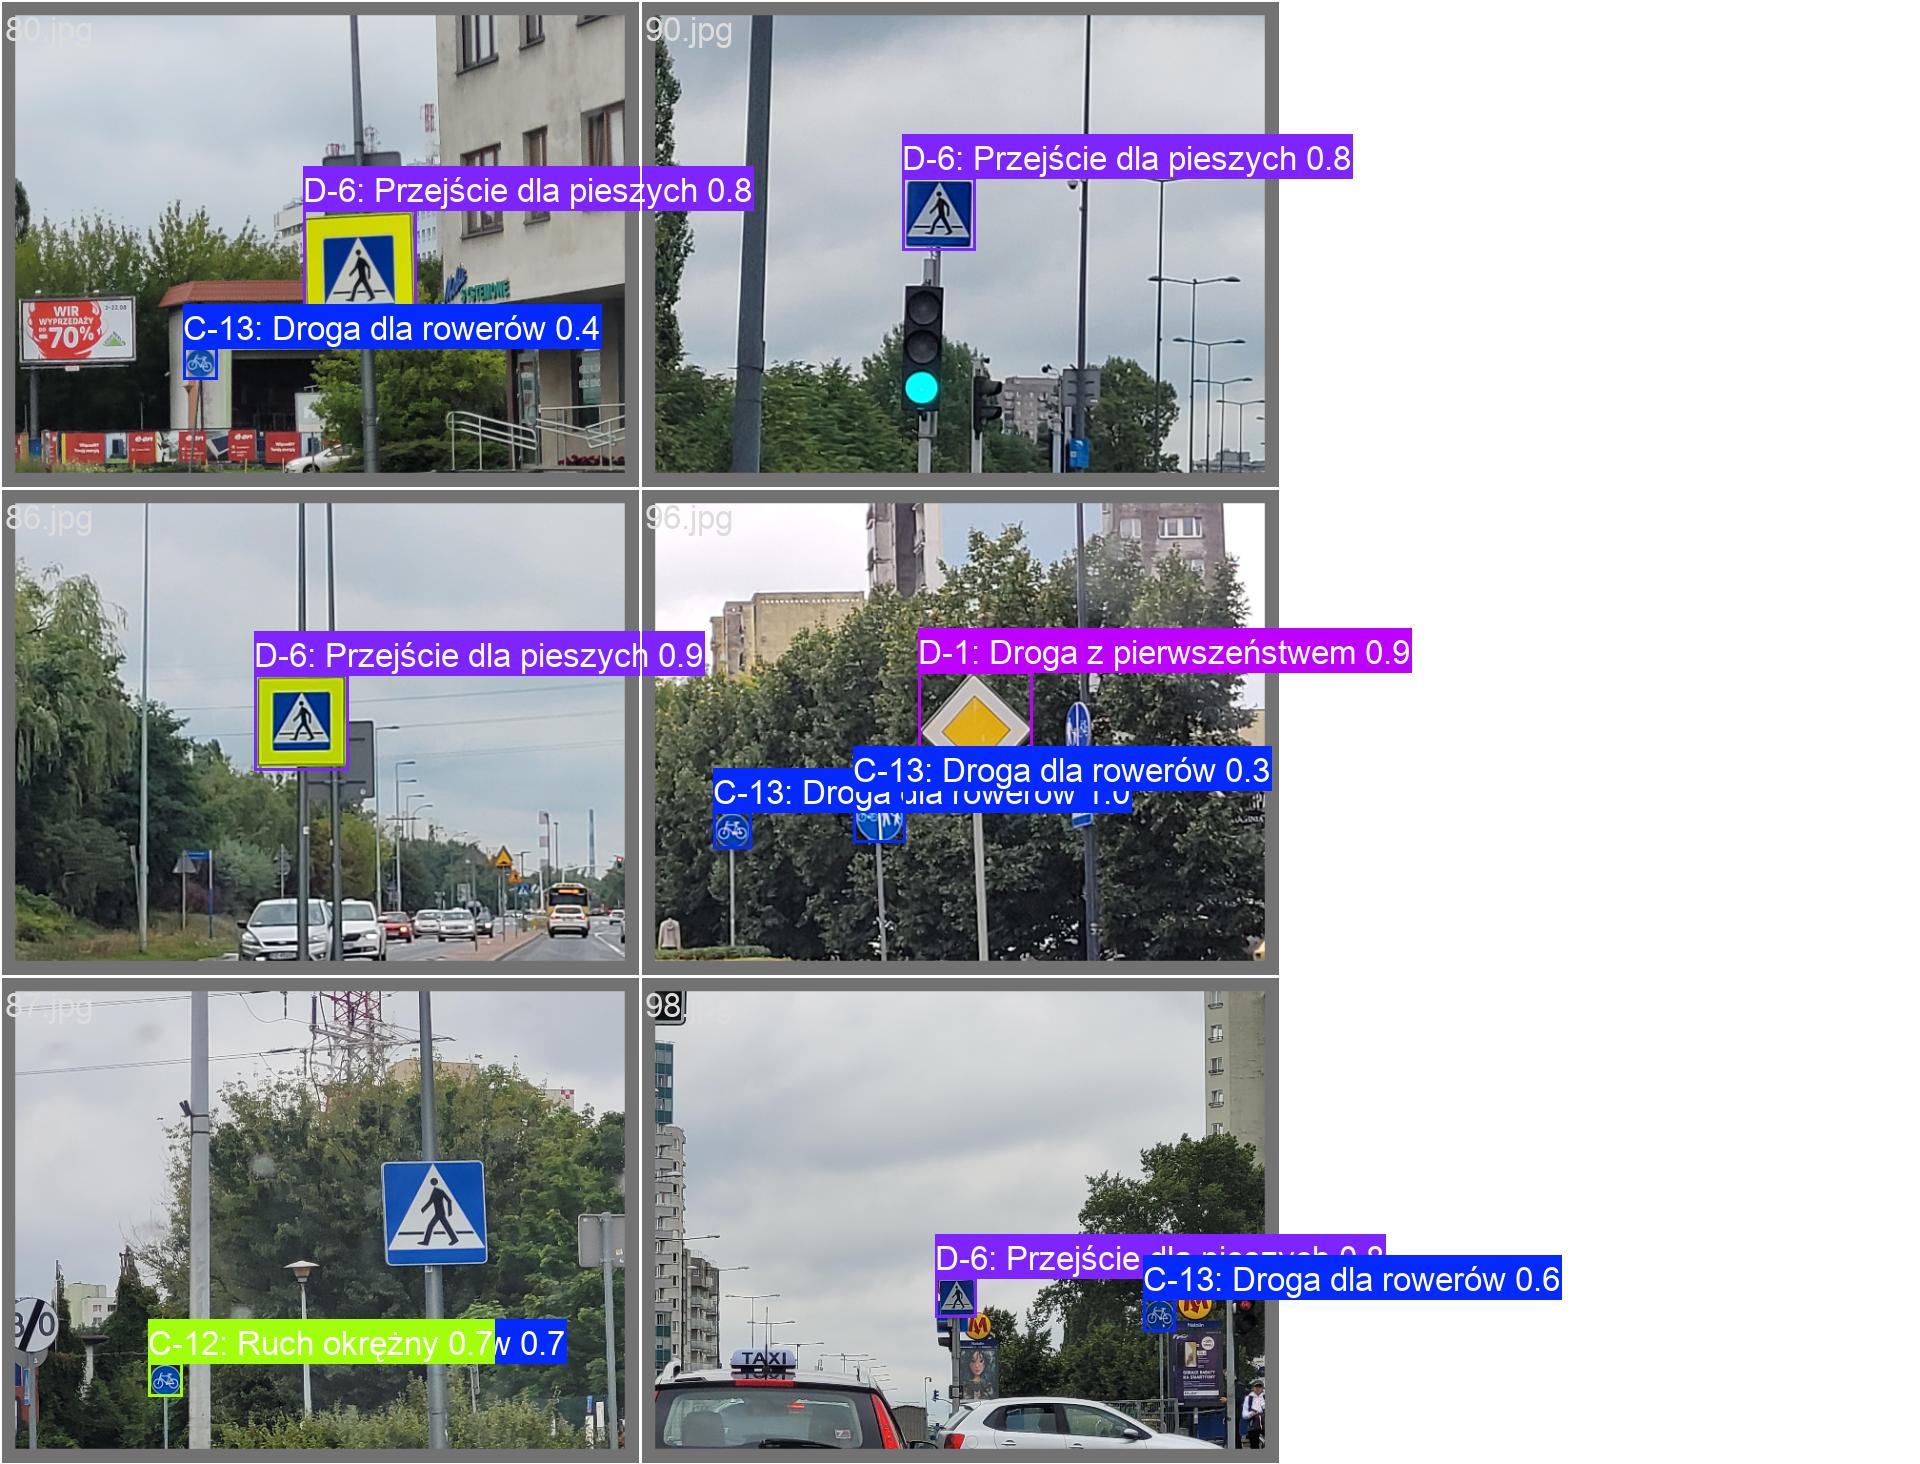 80.jpg
D-6: Przejście dla pieszych 0.8
SYSTEMOWE
WIR
WYPRZEDAŻY
DO
-70%
C-13: Droga dla rowerów 0.4
e-on
90.jpg
D-6: Przejście dla pieszych 0.8
86.jpg
D-6: Przejście dla pieszych 0.9
96.jpg
D-1: Droga z pierwszeństwem 0.9
C-13: Droga dla rowerów 0.3
C-13: Droga dla rowerów 1.0
87.jpg
C-12: Ruch okrężny 0.7
w 0.7
98.jpg
D-6: Przejście dla pieszych 0.8
C-13: Droga dla rowerów 0.6
M
M
Natolin
TAXI